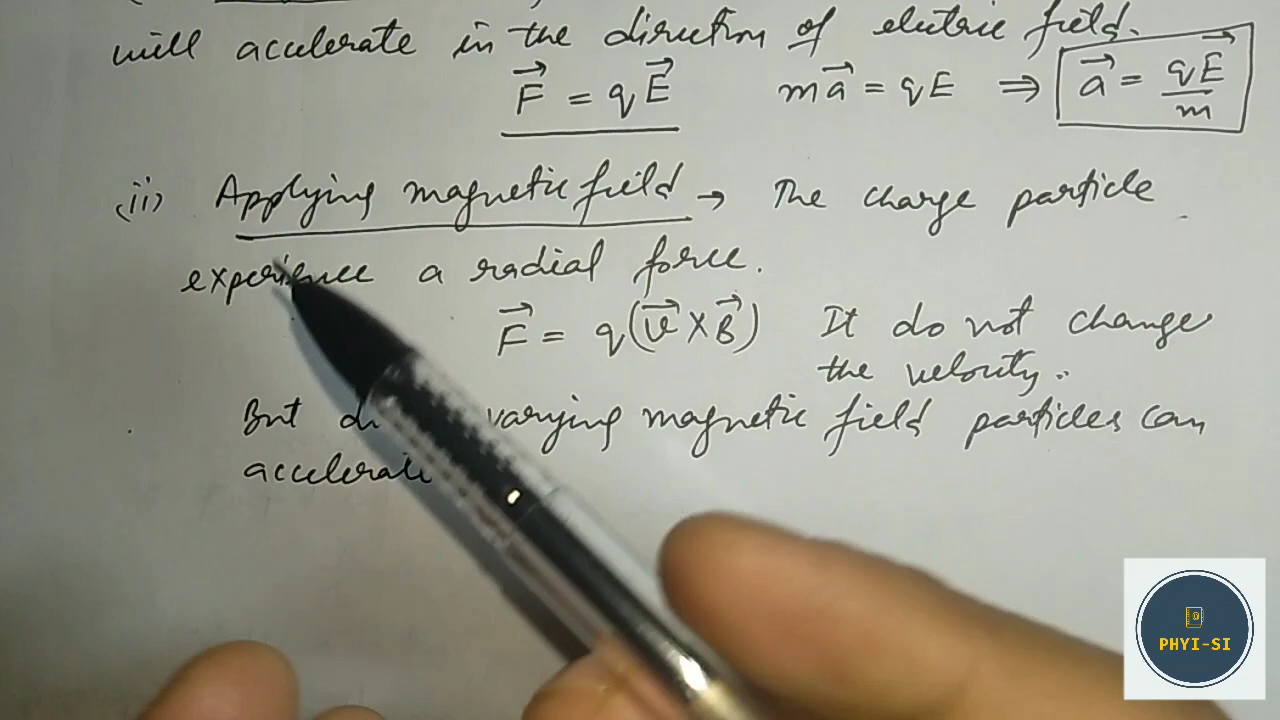 will accelerate in the direction of electric field.
F⃗ = qE⃗ ma⃗ = qE ⇒ a⃗ = qE⃗/m
(ii) Applying magnetic field → The charge particle
experience a radial force.
F⃗ = q(v⃗ × B⃗) It do not change
the velocity.
But varying magnetic field particles can
accelerate
PHYI-SI